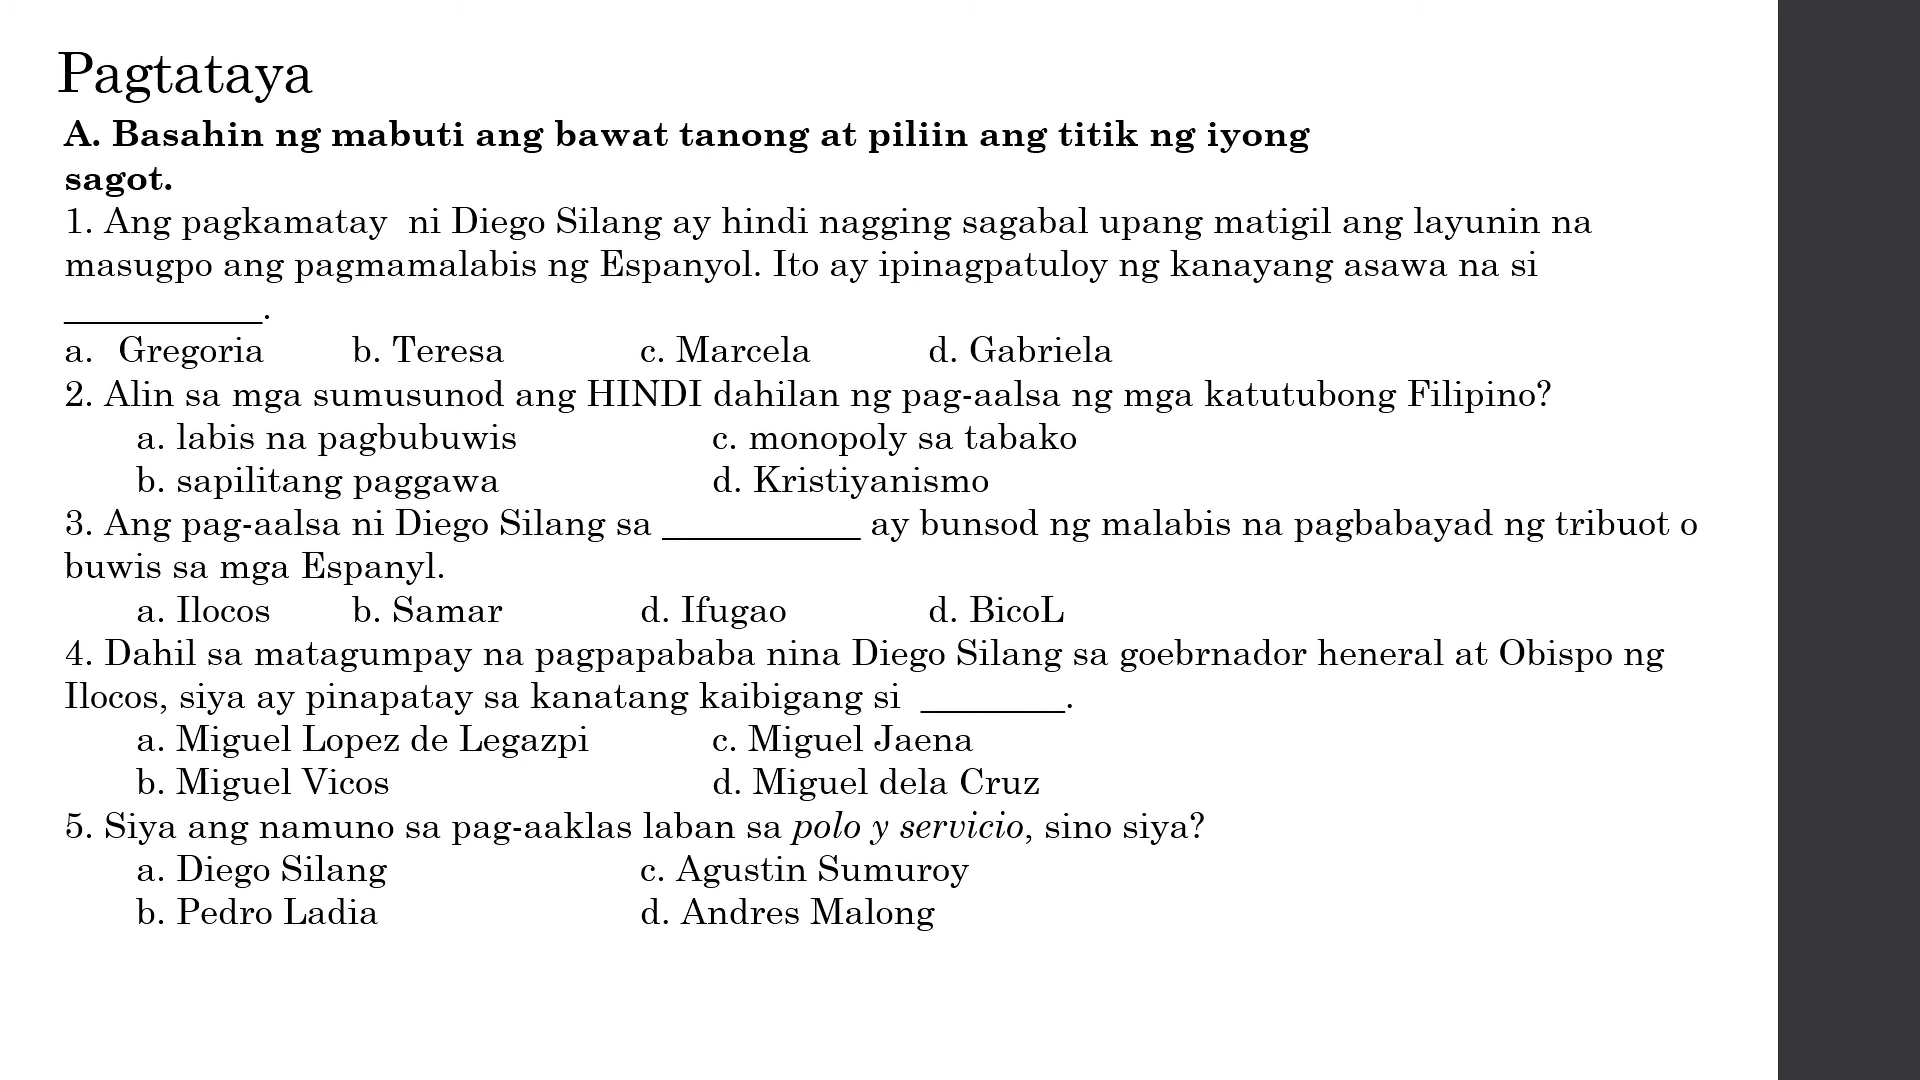 Pagtataya
A. Basahin ng mabuti ang bawat tanong at piliin ang titik ng iyong
sagot.
1. Ang pagkamatay  ni Diego Silang ay hindi nagging sagabal upang matigil ang layunin na
masugpo ang pagmamalabis ng Espanyol. Ito ay ipinagpatuloy ng kanayang asawa na si
___________.
a.  Gregoria    b. Teresa    c. Marcela    d. Gabriela
2. Alin sa mga sumusunod ang HINDI dahilan ng pag-aalsa ng mga katutubong Filipino?
a. labis na pagbubuwis    c. monopoly sa tabako
b. sapilitang paggawa    d. Kristiyanismo
3. Ang pag-aalsa ni Diego Silang sa ___________ ay bunsod ng malabis na pagbabayad ng tribuot o
buwis sa mga Espanyl.
a. Ilocos    b. Samar    d. Ifugao    d. BicoL
4. Dahil sa matagumpay na pagpapababa nina Diego Silang sa goebrnador heneral at Obispo ng
Ilocos, siya ay pinapatay sa kanatang kaibigang si  ________.
a. Miguel Lopez de Legazpi    c. Miguel Jaena
b. Miguel Vicos    d. Miguel dela Cruz
5. Siya ang namuno sa pag-aaklas laban sa polo y servicio, sino siya?
a. Diego Silang    c. Agustin Sumuroy
b. Pedro Ladia    d. Andres Malong